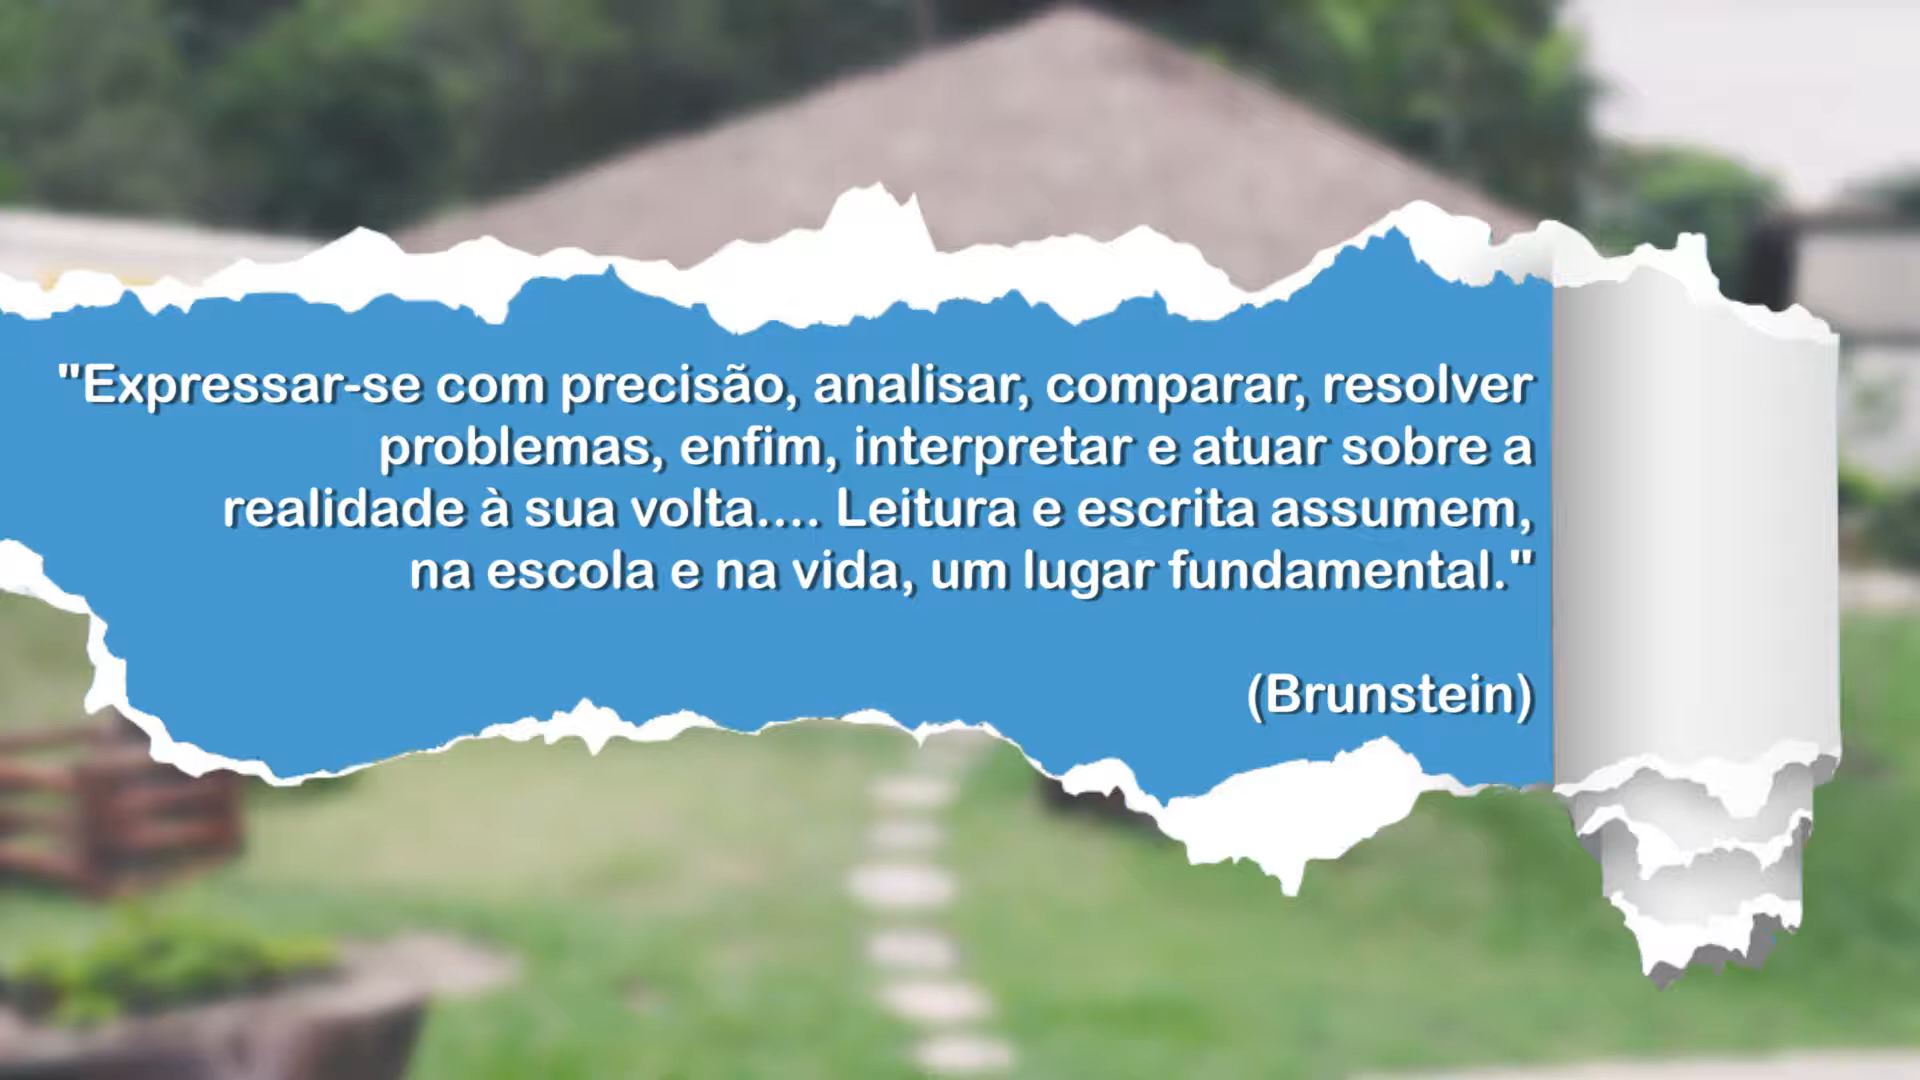 "Expressar-se com precisão, analisar, comparar, resolver
problemas, enfim, interpretar e atuar sobre a
realidade à sua volta.... Leitura e escrita assumem,
na escola e na vida, um lugar fundamental."
(Brunstein)